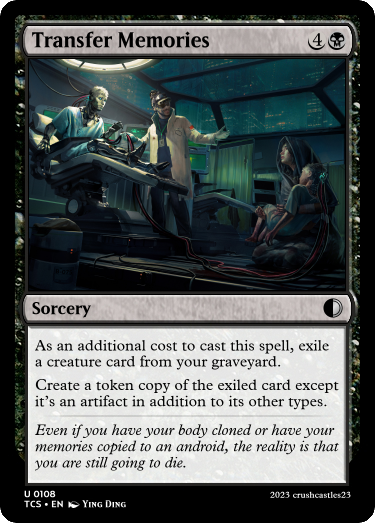 Transfer Memories 4
Sorcery
As an additional cost to cast this spell, exile
a creature card from your graveyard.
Create a token copy of the exiled card except
it's an artifact in addition to its other types.
Even if you have your body cloned or have your
memories copied to an android, the reality is that
you are still going to die.
U 0108
TCS • EN Ying Ding
2023 crushcastles23